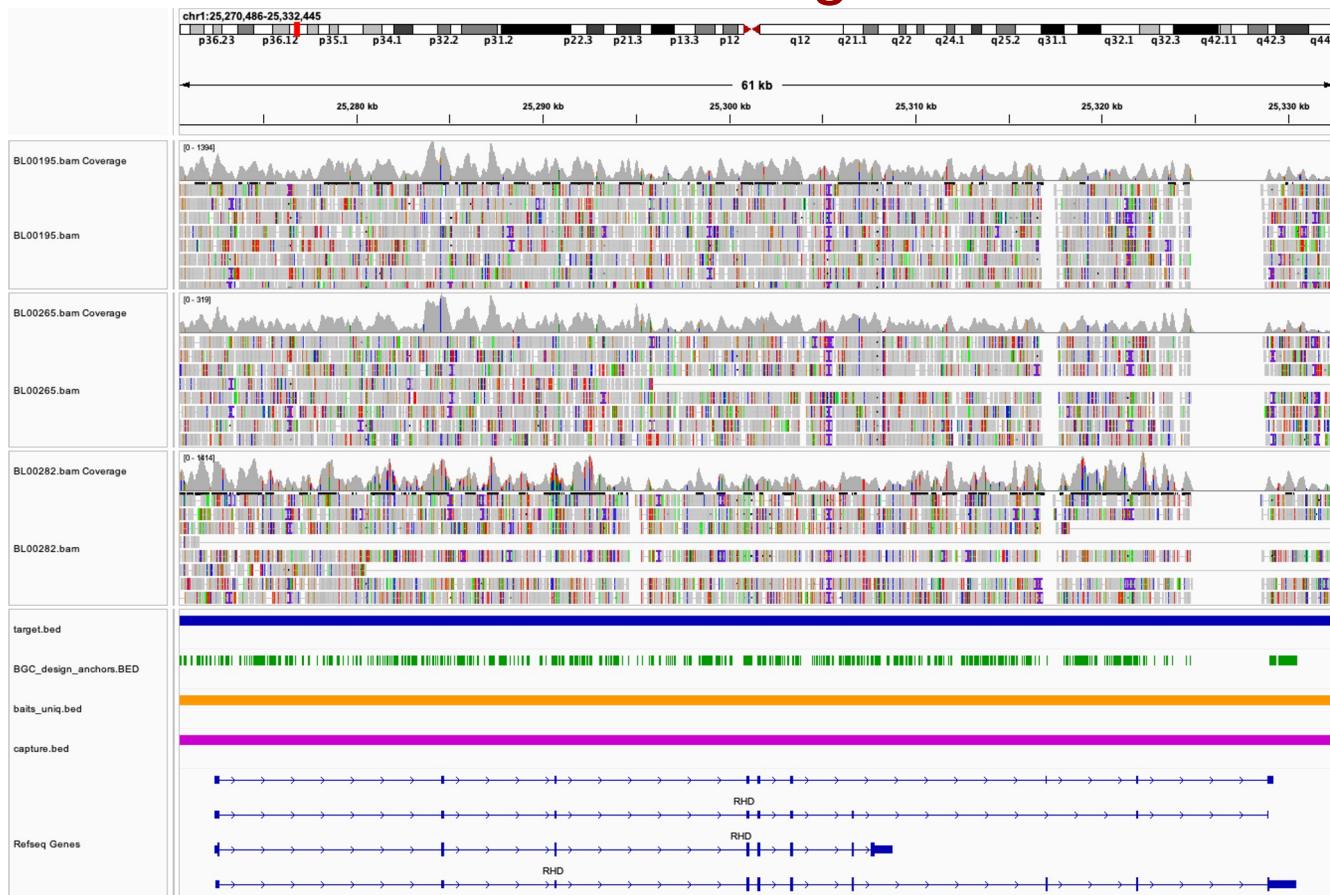 g
chr1:25,270,486-25,332,445
p36.23 p36.12 p35.1 p34.1 p32.2 p31.2 p22.3 p21.3 p13.3 p12 q12 q21.1 q22 q24.1 q25.2 q31.1 q32.1 q32.3 q42.11 q42.3 q44
61 kb
25,280 kb 25,290 kb 25,300 kb 25,310 kb 25,320 kb 25,330 kb
BL00195.bam Coverage
[0 - 1394]
BL00195.bam
BL00265.bam Coverage
[0 - 319]
BL00265.bam
BL00282.bam Coverage
[0 - 1414]
BL00282.bam
target.bed
BGC_design_anchors.BED
baits_uniq.bed
capture.bed
RHD
Refseq Genes
RHD
RHD